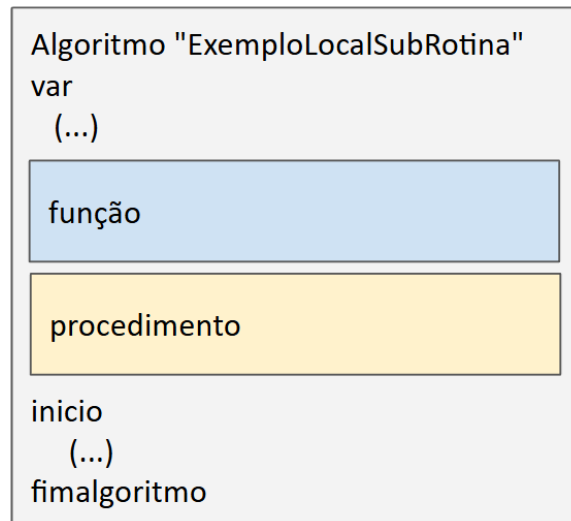 Algoritmo "ExemploLocalSubRotina"
var
(...)
função
procedimento
inicio
(...)
fimalgoritmo